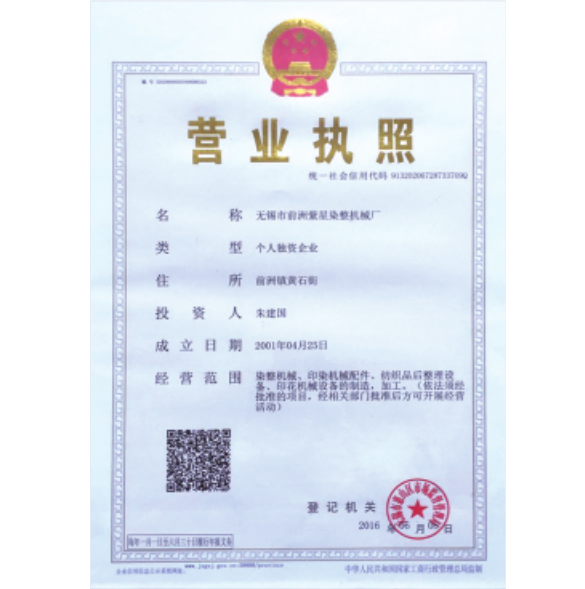 营业执照
统一社会信用代码 91320206728733709Q
名称 无锡市前洲紫星染整机械厂
类型 个人独资企业
住所 前洲镇黄石街
投资人 朱建国
成立日期 2001年04月25日
经营范围 染整机械、印染机械配件、纺织品后整理设
备、印花机械设备的制造，加工。（依法须经
批准的项目，经相关部门批准后方可开展经营
活动）
登记机关
2016 年 06 月 日
中华人民共和国国家工商行政管理总局监制